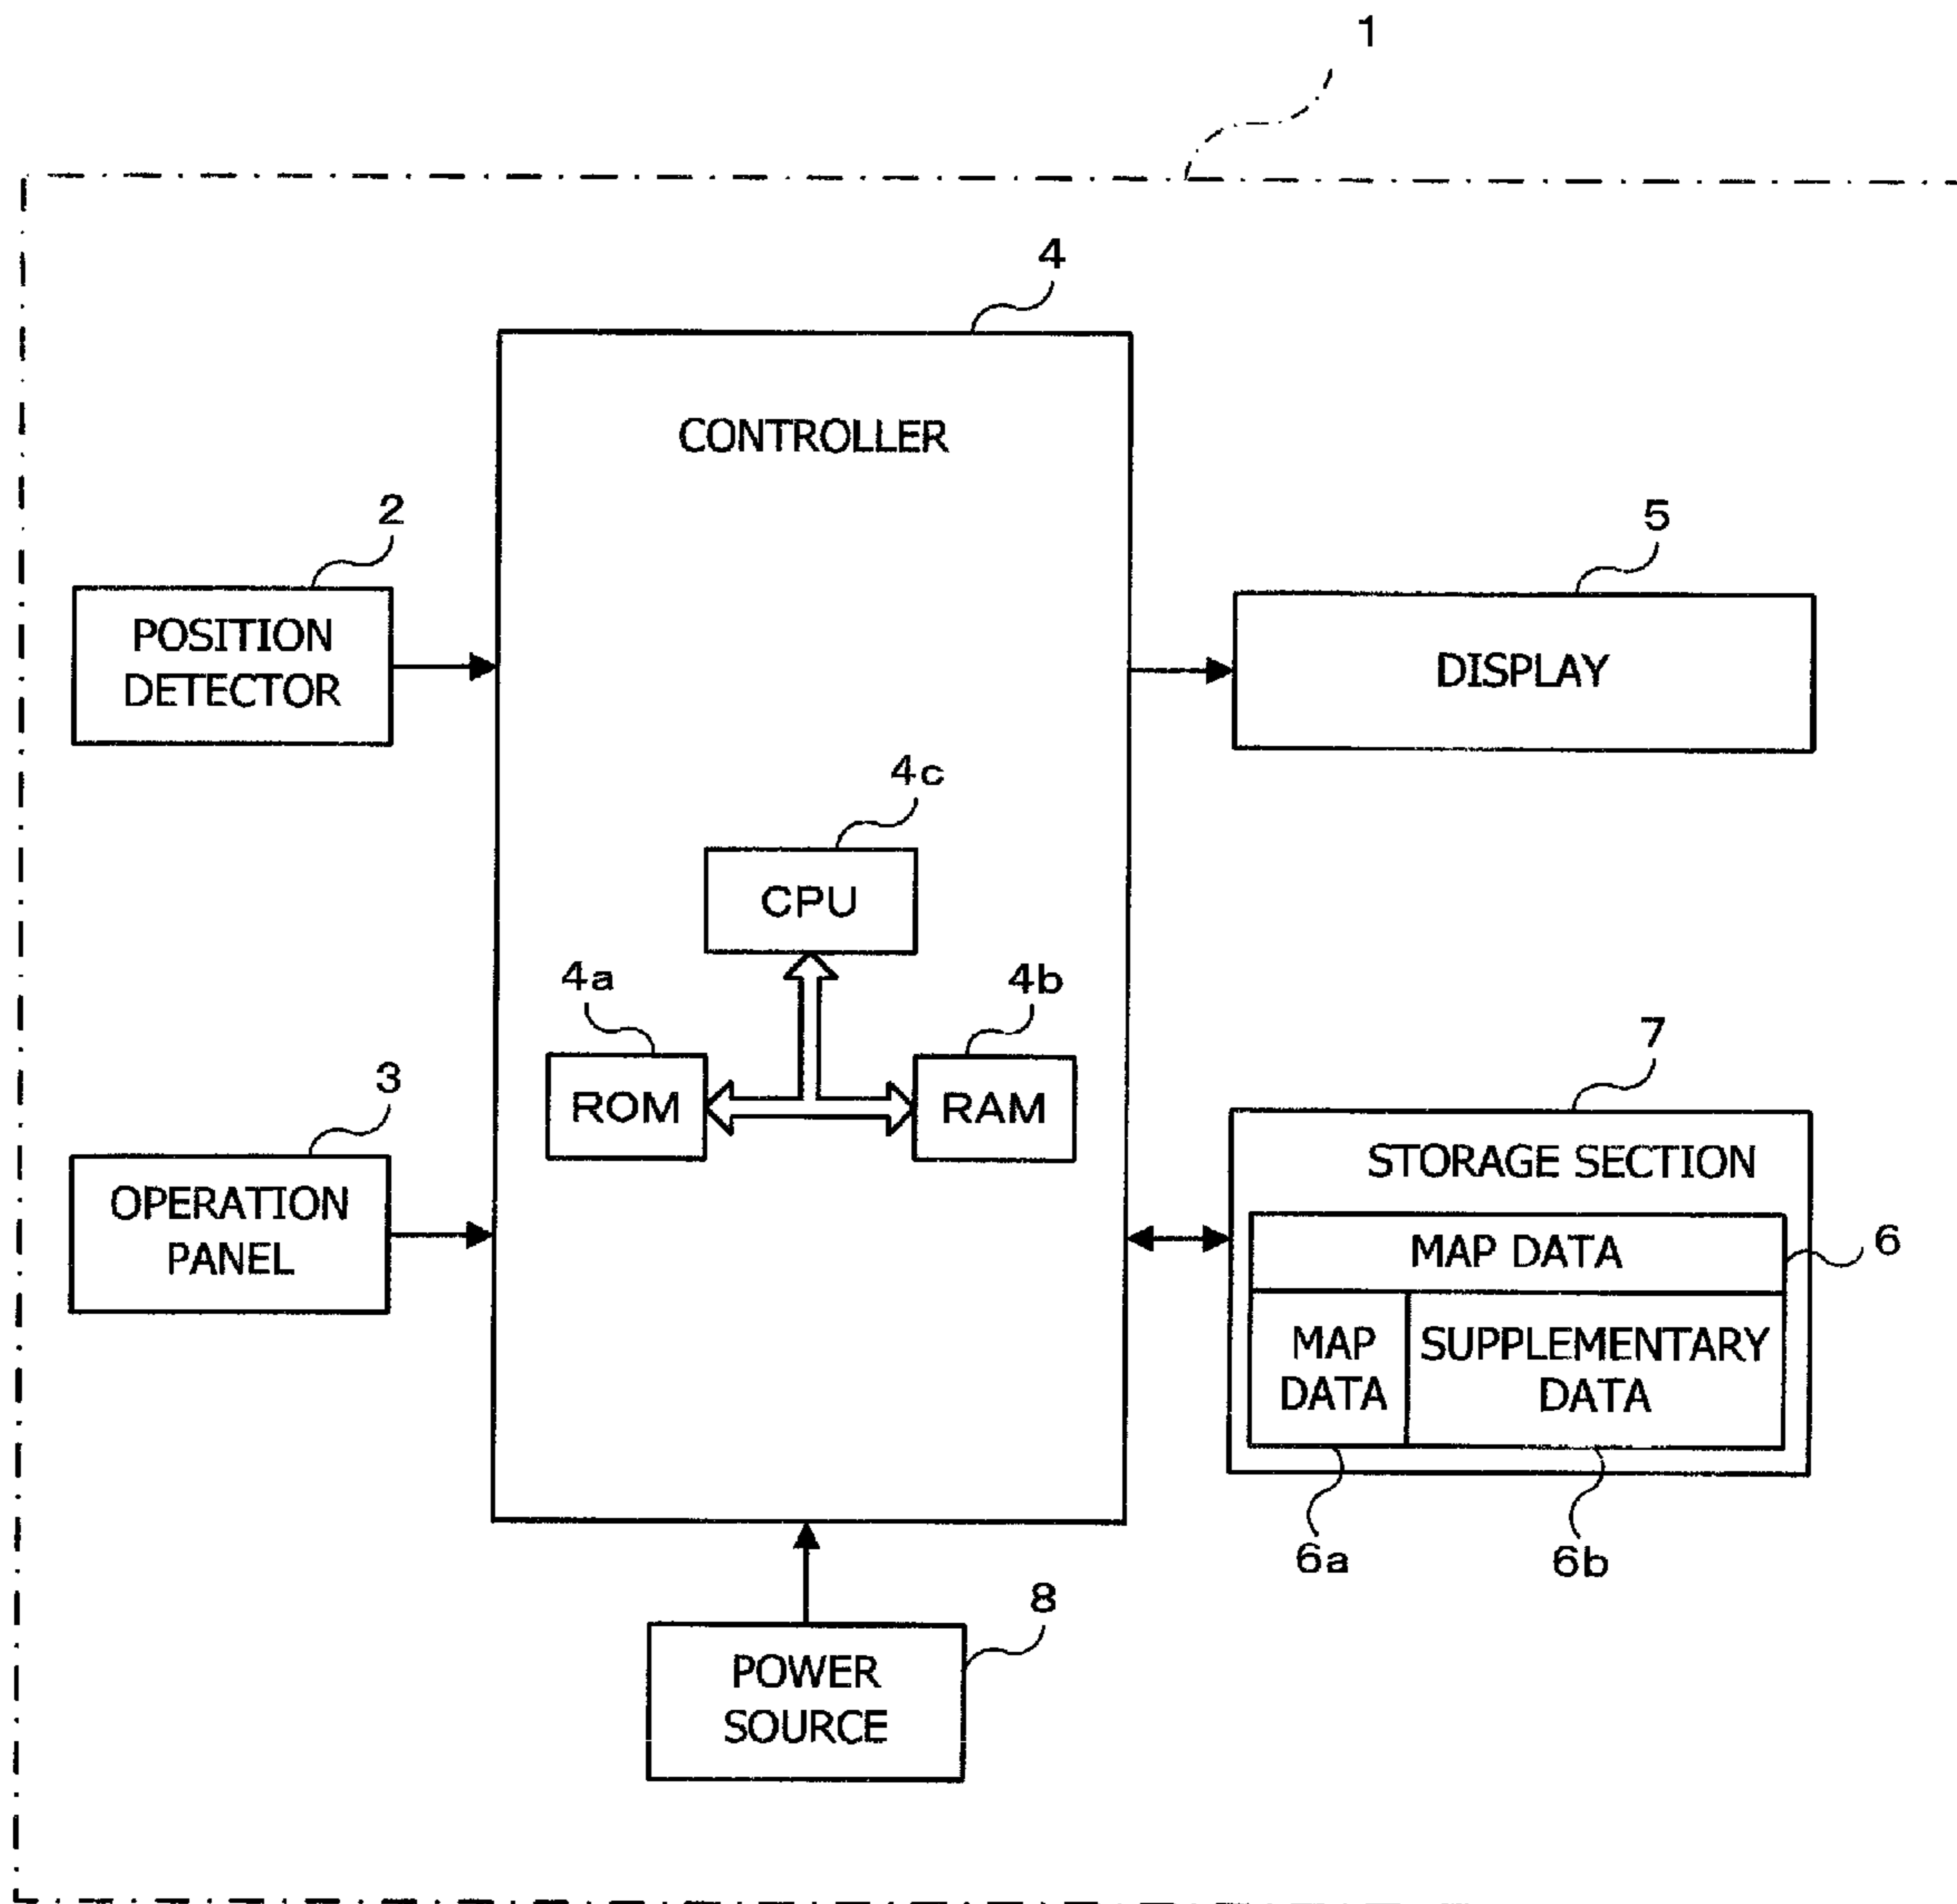 1
4
CONTROLLER
2
POSITION
DETECTOR
5
DISPLAY
4c
CPU
4a
ROM
4b
RAM
3
OPERATION
PANEL
7
STORAGE SECTION
MAP DATA
6
MAP
DATA
SUPPLEMENTARY
DATA
6a
6b
8
POWER
SOURCE